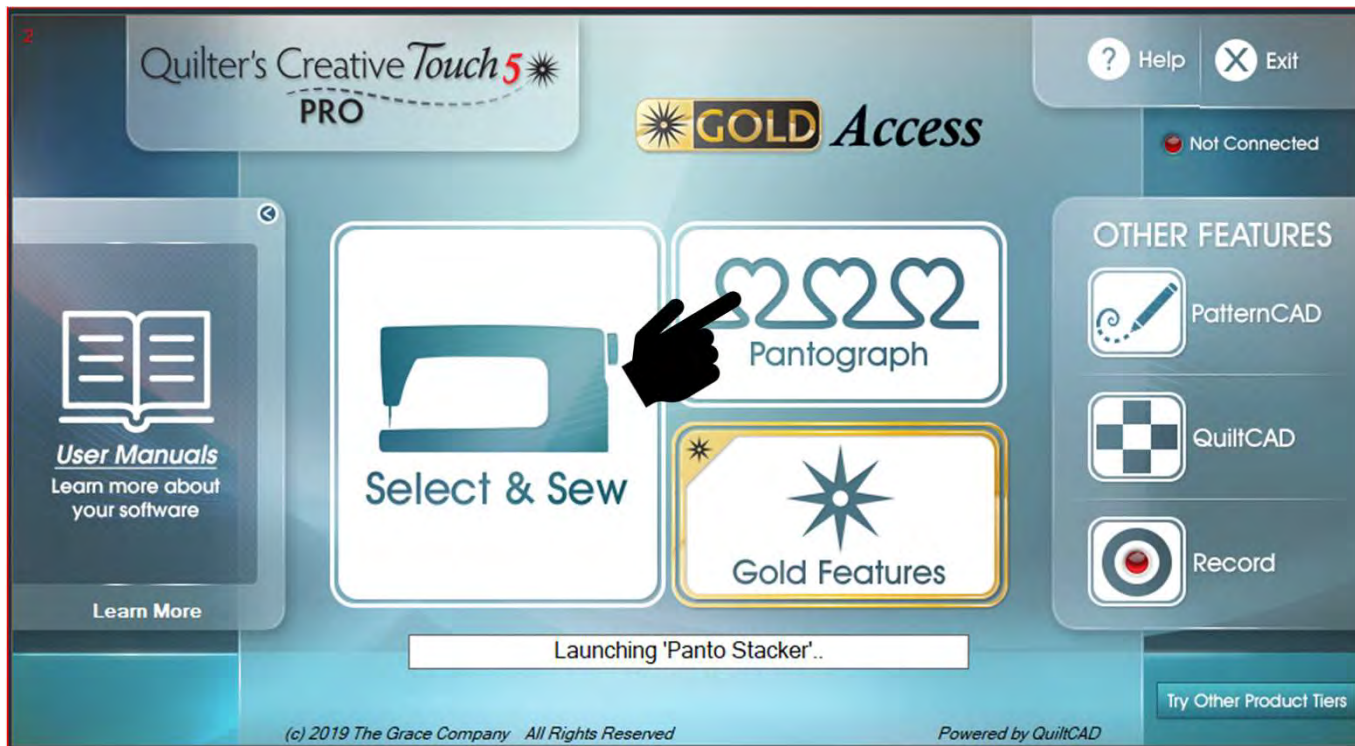 2
Quilter's Creative Touch 5
PRO
GOLD Access
? Help
X Exit
Not Connected
User Manuals
Learn more about
your software
Learn More
Select & Sew
Pantograph
Gold Features
OTHER FEATURES
PatternCAD
QuiltCAD
Record
Launching 'Panto Stacker'..
Try Other Product Tiers
(c) 2019 The Grace Company All Rights Reserved
Powered by QuiltCAD